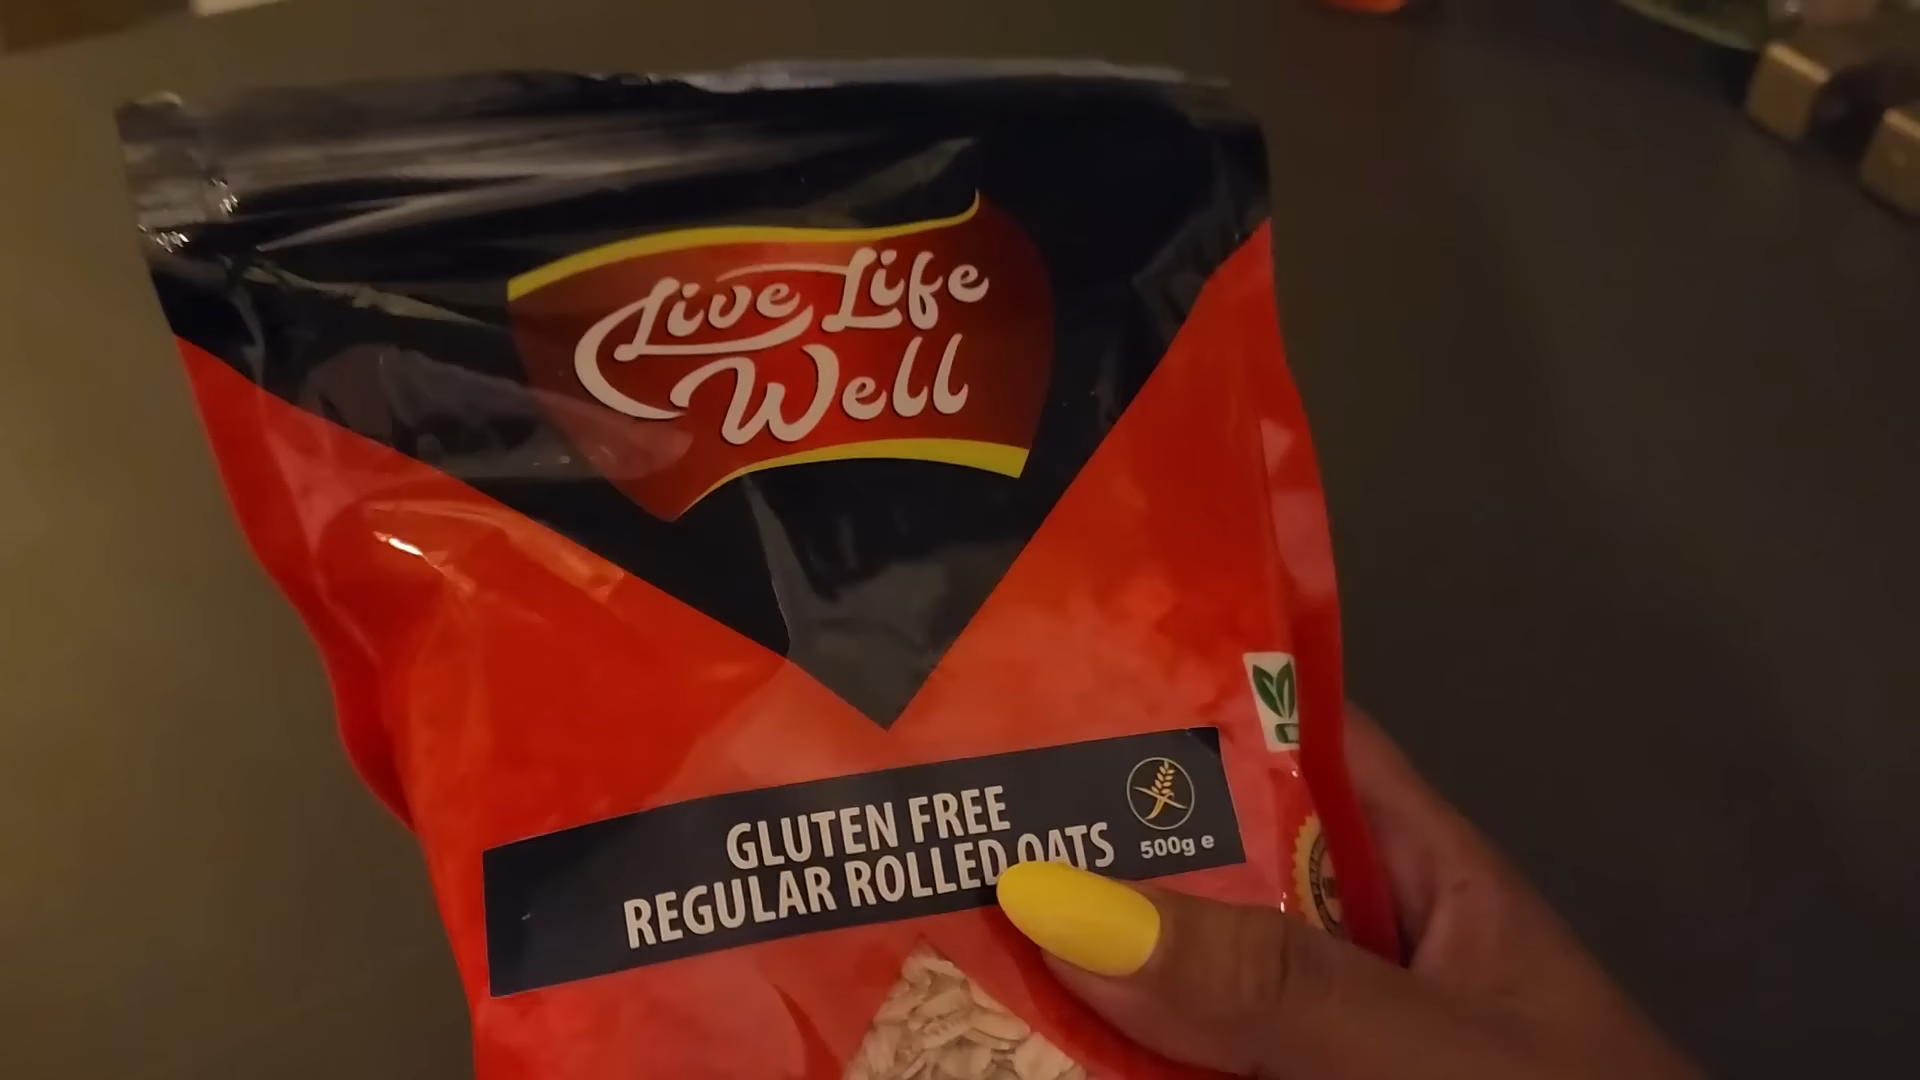 Live Life
Well
GLUTEN FREE
REGULAR ROLLED OATS
500g e